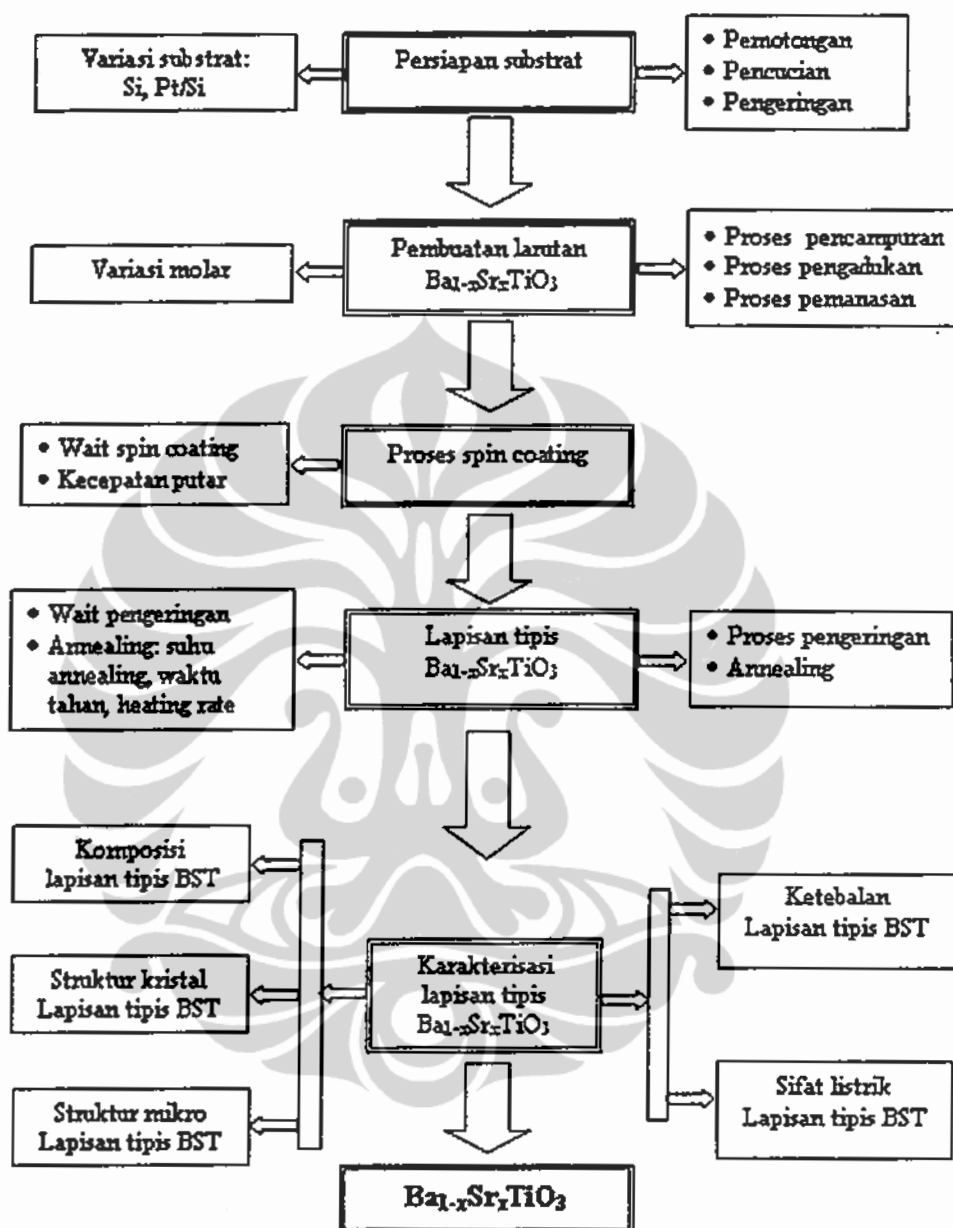 Variasi substrat:
Si, Pt/Si
Persiapan substrat
• Pemotongan
• Pencucian
• Pengeringan
Variasi molar
Pembuatan larutan
Ba1-xSrxTiO3
• Proses pencampuran
• Proses pengadukan
• Proses pemanasan
• Wait spin coating
• Kecepatan putar
Proses spin coating
• Wait pengeringan
• Annealing: suhu
annealing, waktu
tahan, heating rate
Lapisan tipis
Ba1-xSrxTiO3
• Proses pengeringan
• Annealing
Komposisi
lapisan tipis BST
Struktur kristal
Lapisan tipis BST
Struktur mikro
Lapisan tipis BST
Karakterisasi
lapisan tipis
Ba1-xSrxTiO3
Ketebalan
Lapisan tipis BST
Sifat listrik
Lapisan tipis BST
Ba1-xSrxTiO3